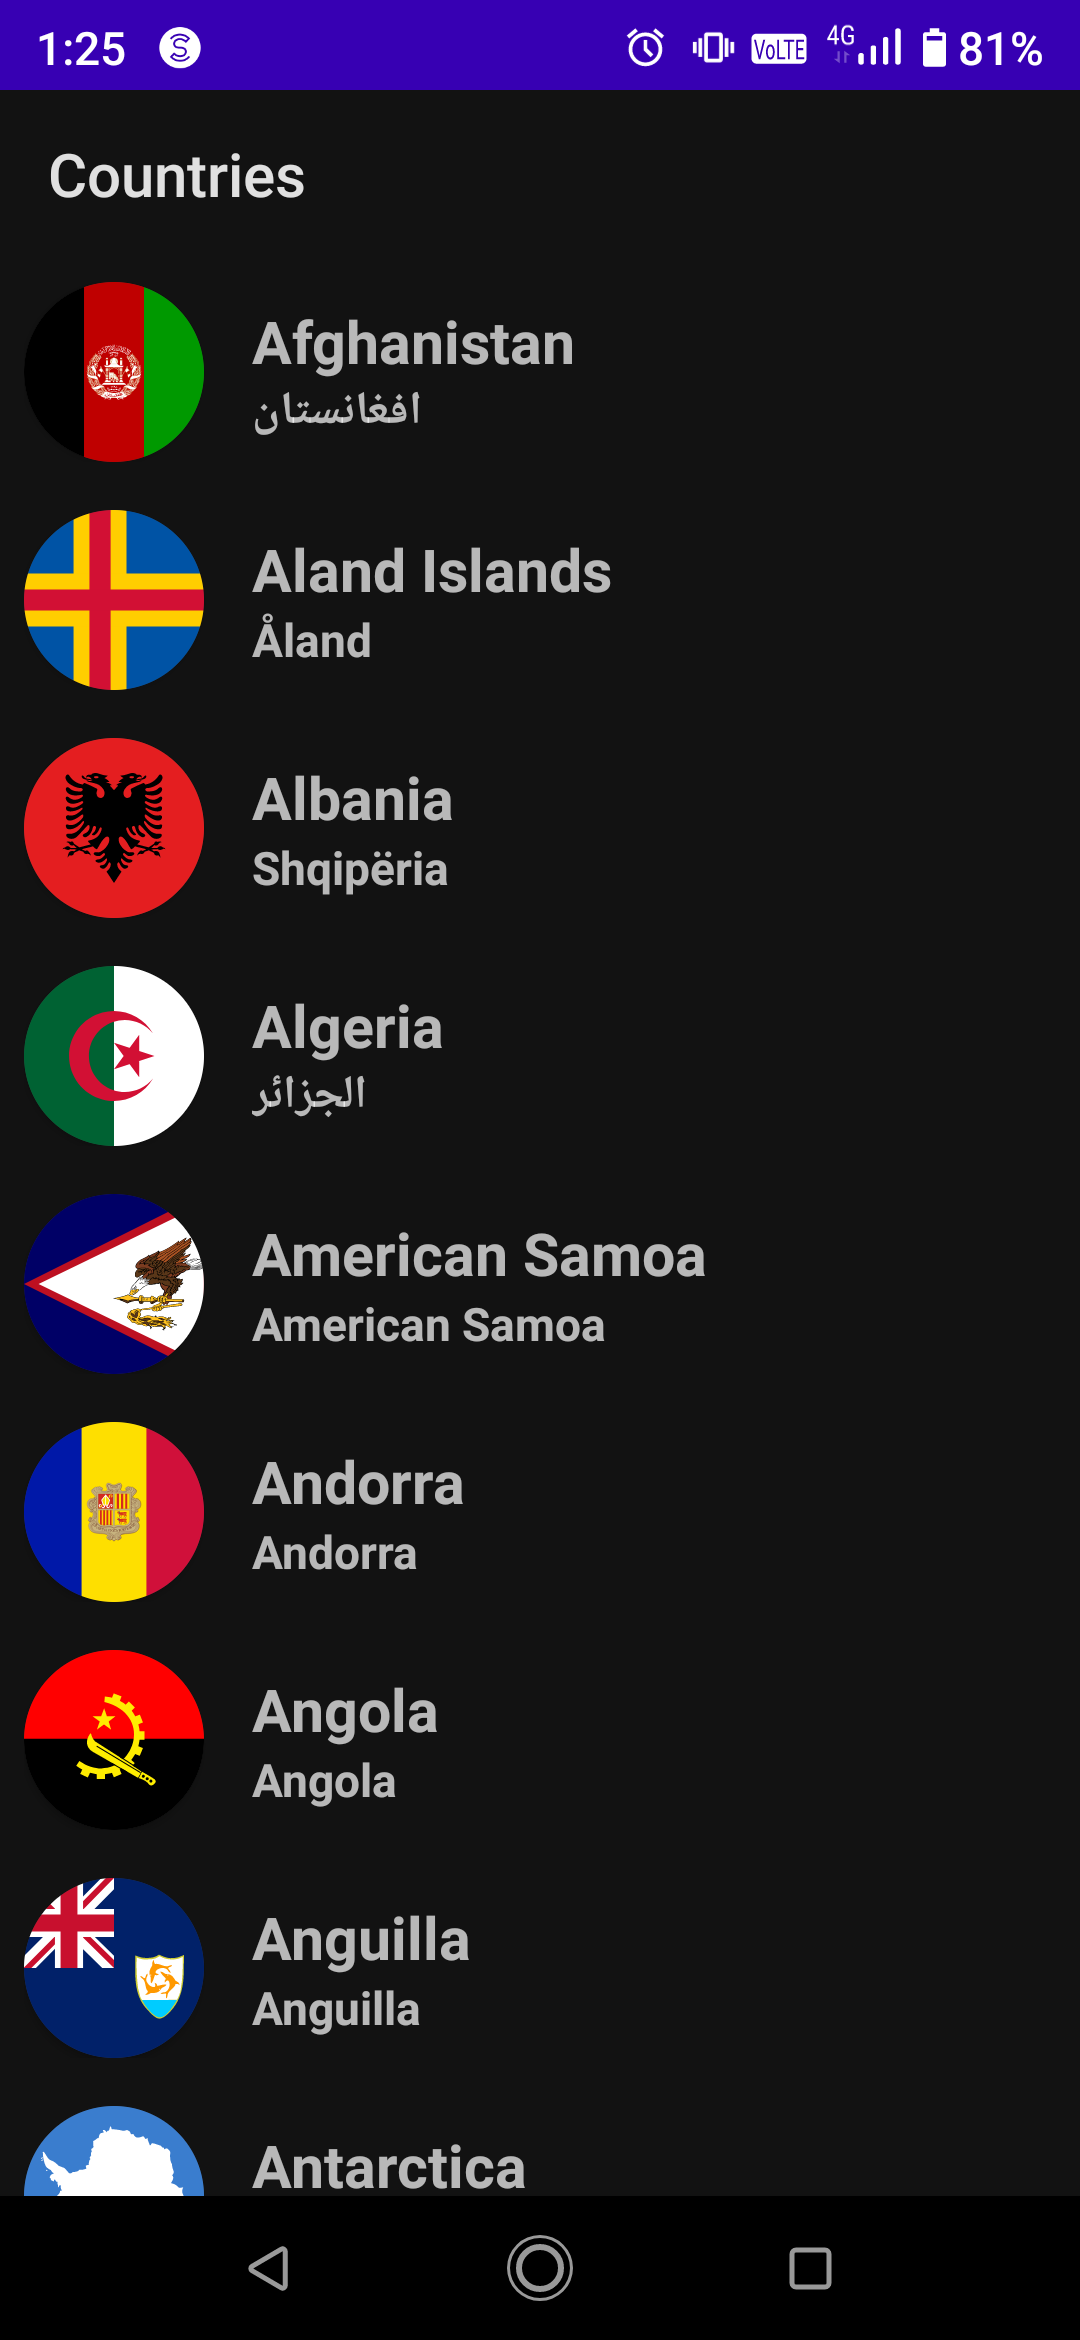 1:25 VoLTE 4G 81%
Countries
Afghanistan
افغانستان
Aland Islands
Åland
Albania
Shqipëria
Algeria
الجزائر
American Samoa
American Samoa
Andorra
Andorra
Angola
Angola
Anguilla
Anguilla
Antarctica